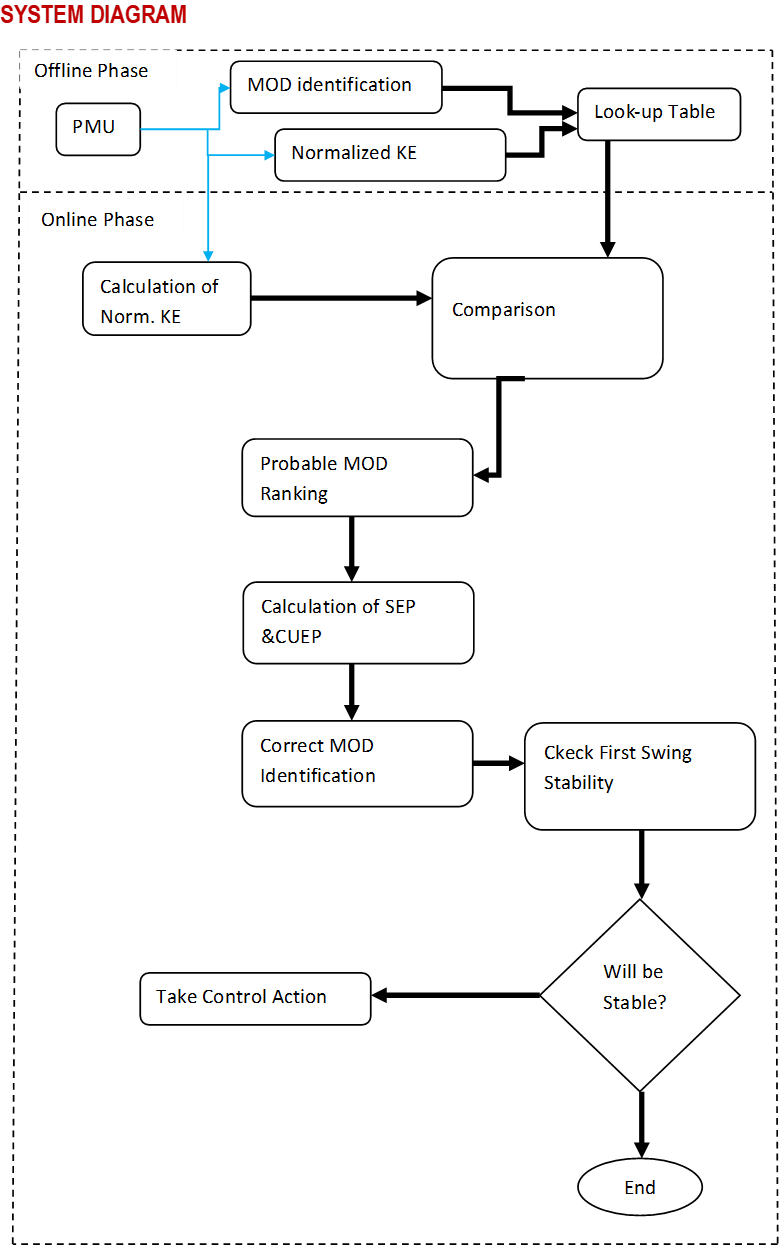 SYSTEM DIAGRAM
Offline Phase
MOD identification
PMU
Look-up Table
Normalized KE
Online Phase
Calculation of
Norm. KE
Comparison
Probable MOD
Ranking
Calculation of SEP
&CUEP
Correct MOD
Identification
Ckeck First Swing
Stability
Will be
Stable?
Take Control Action
End